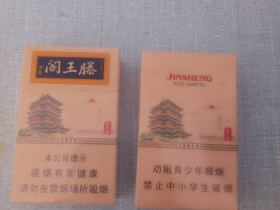 滕王阁
本公司提示
吸烟有害健康
请勿在禁烟场所吸烟
JINSHENG
劝阻青少年吸烟
禁止中小学生吸烟